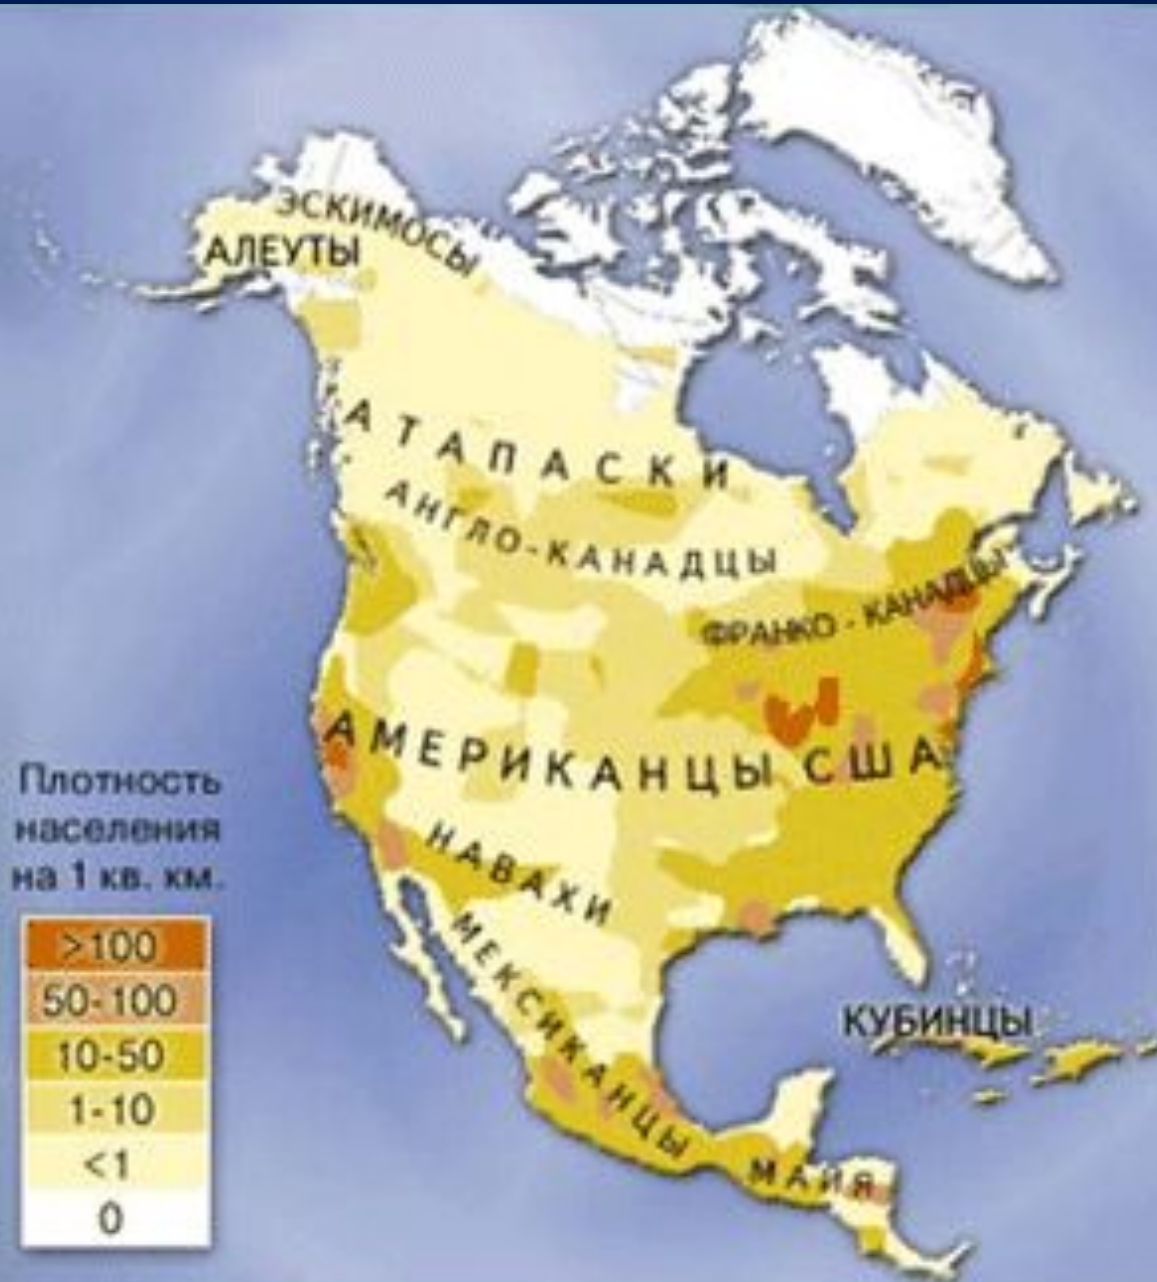 ЭСКИМОСЫ
АЛЕУТЫ
АТАПАСКИ
АНГЛО-КАНАДЦЫ
ФРАНКО - КАНАДЦЫ
АМЕРИКАНЦЫ США
НАВАХИ
МЕКСИКАНЦЫ
КУБИНЦЫ
МАЙЯ
Плотность
населения
на 1 кв. км.
>100
50-100
10-50
1-10
<1
0